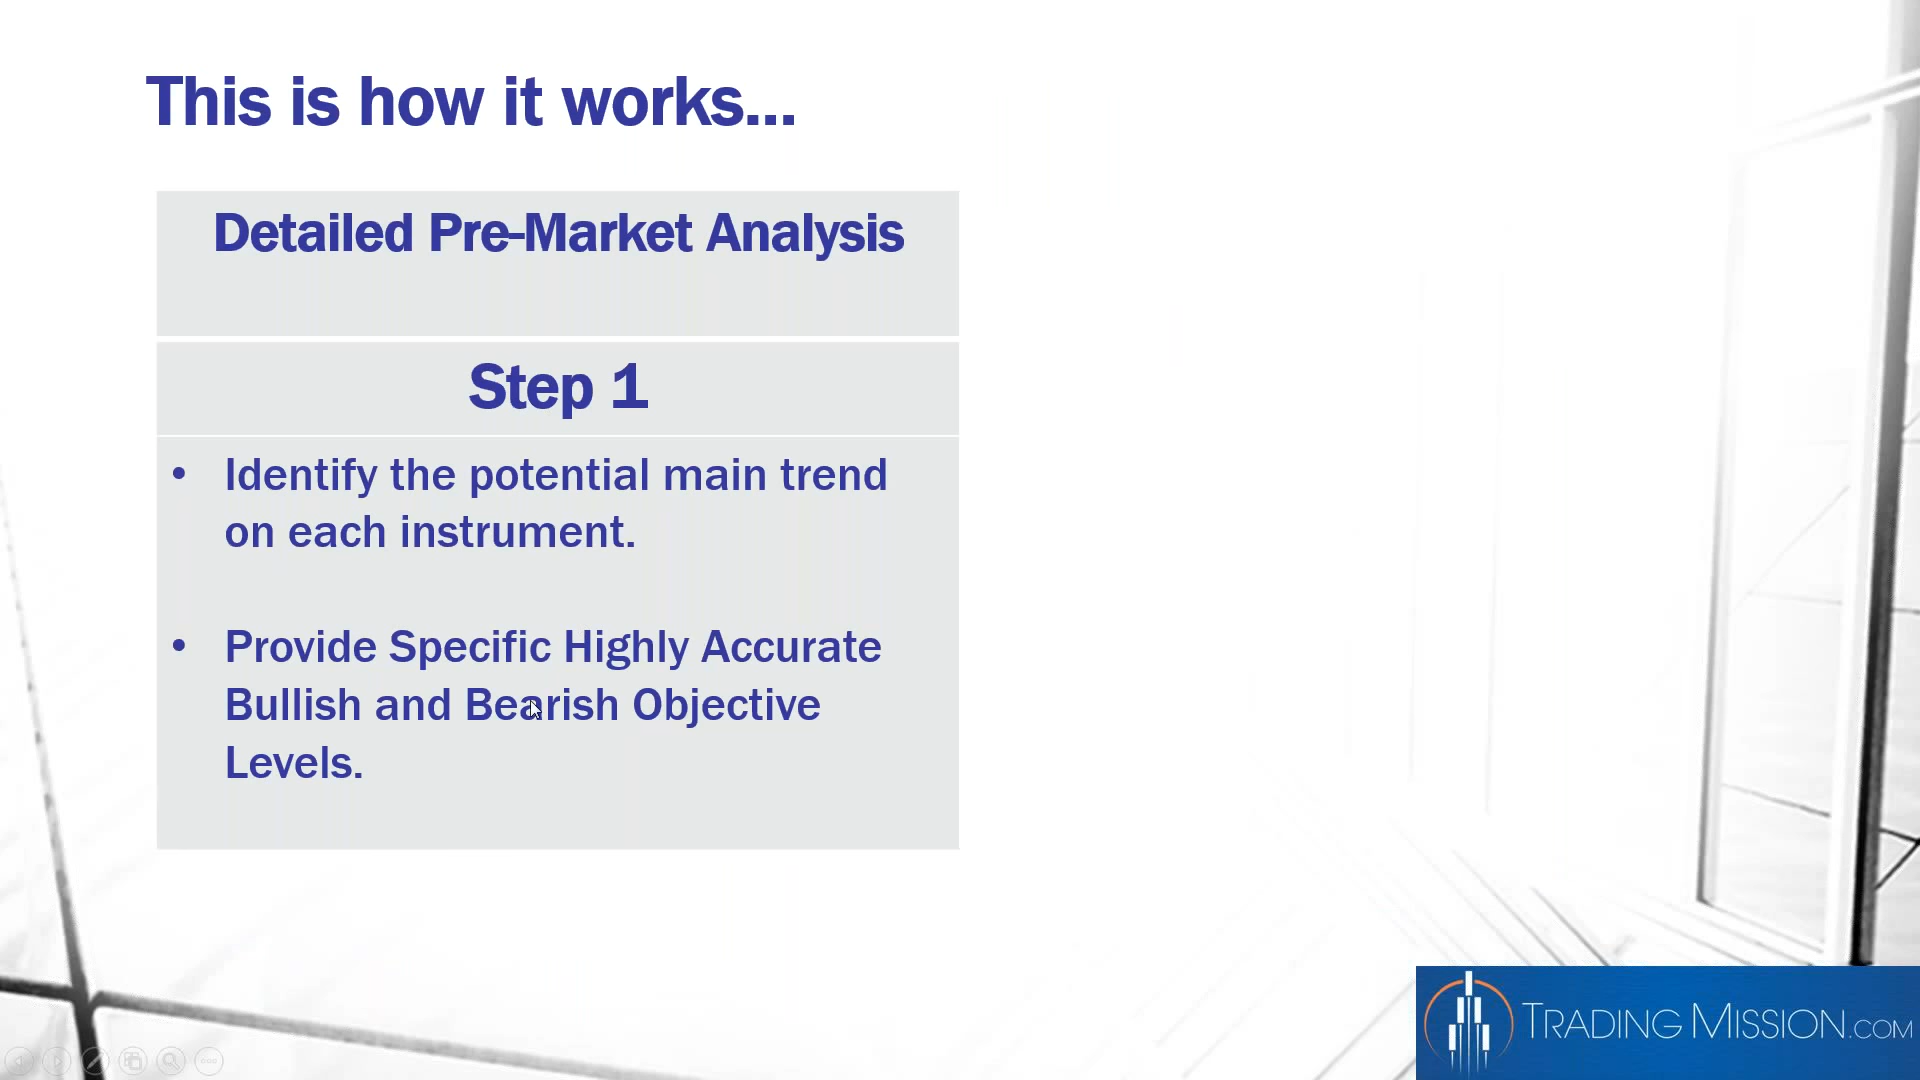 This is how it works...
Detailed Pre-Market Analysis
Step 1
• Identify the potential main trend
on each instrument.
• Provide Specific Highly Accurate
Bullish and Bearish Objective
Levels.
TRADING MISSION.COM